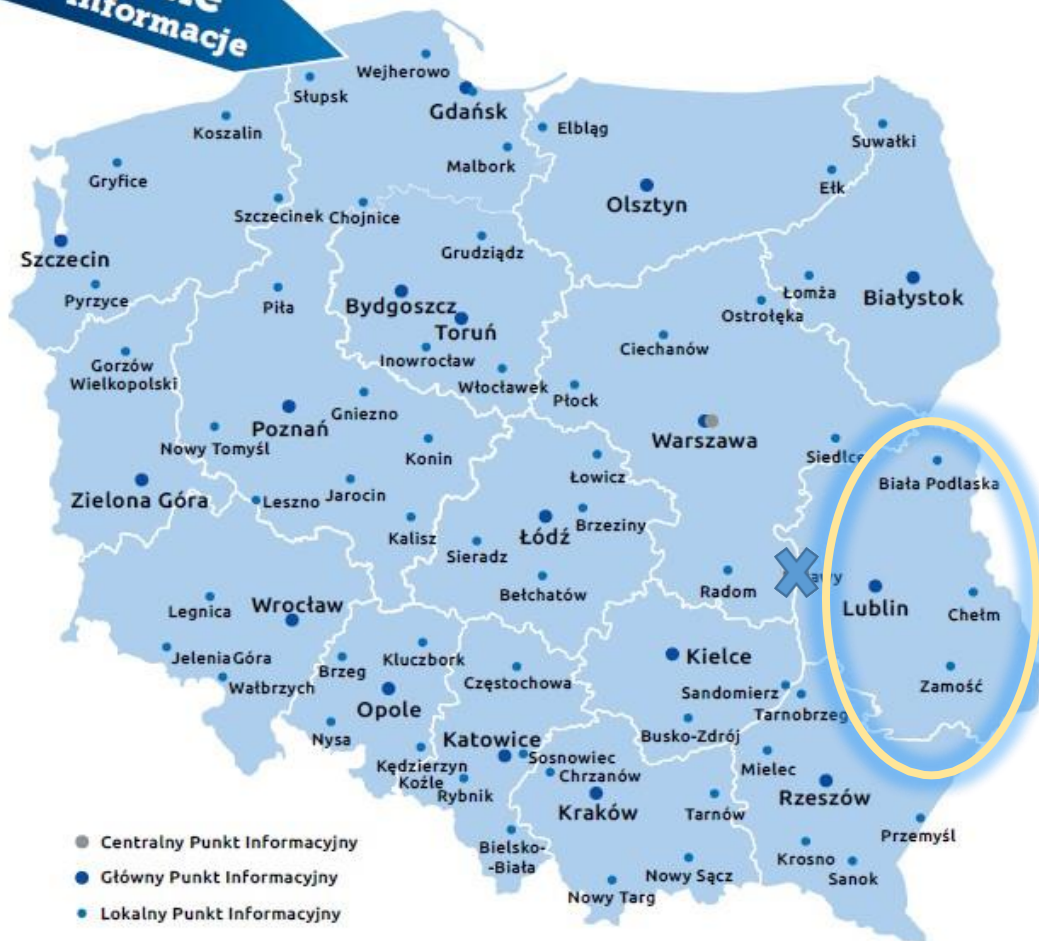 informacje
Wejherowo
Słupsk
Gdańsk
Koszalin
Elbląg
Suwałki
Malbork
Gryfice
Ełk
Olsztyn
Szczecinek
Chojnice
Grudziądz
Szczecin
Pyrzyce
Piła
Bydgoszcz
Łomża
Białystok
Ostrołęka
Toruń
Ciechanów
Inowrocław
Gorzów
Wielkopolski
Włocławek
Płock
Gniezno
Poznań
Nowy Tomyśl
Warszawa
Konin
Siedlce
Łowicz
Biała Podlaska
Zielona Góra
Leszno
Jarocin
Brzeziny
Kalisz
Łódź
Sieradz
Radom
awy
Bełchatów
Lublin
Chełm
Legnica
Wrocław
Jelenia Góra
Brzeg
Kluczbork
Kielce
Wałbrzych
Częstochowa
Sandomierz
Zamość
Opole
Tarnobrzeg
Nysa
Katowice
Busko-Zdrój
Sosnowiec
Kędzierzyn
Koźle
Chrzanów
Mielec
Rybnik
Rzeszów
Kraków
Tarnów
Przemyśl
Bielsko-
-Biała
Krosno
Nowy Sącz
Sanok
Nowy Targ
Centralny Punkt Informacyjny
Główny Punkt Informacyjny
Lokalny Punkt Informacyjny